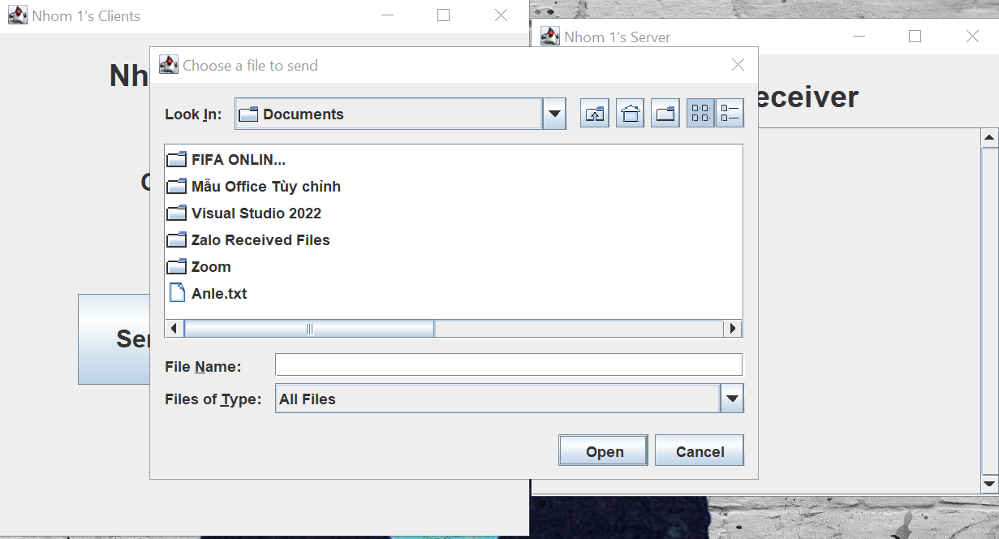 Nhom 1's Clients
Nhom 1's Server
Nh
eceiver
Choose a file to send
Look In:
Documents
FIFA ONLIN...
Mẫu Office Tùy chỉnh
Visual Studio 2022
Zalo Received Files
Zoom
Anle.txt
Ser
File Name:
Files of Type:
All Files
Open
Cancel